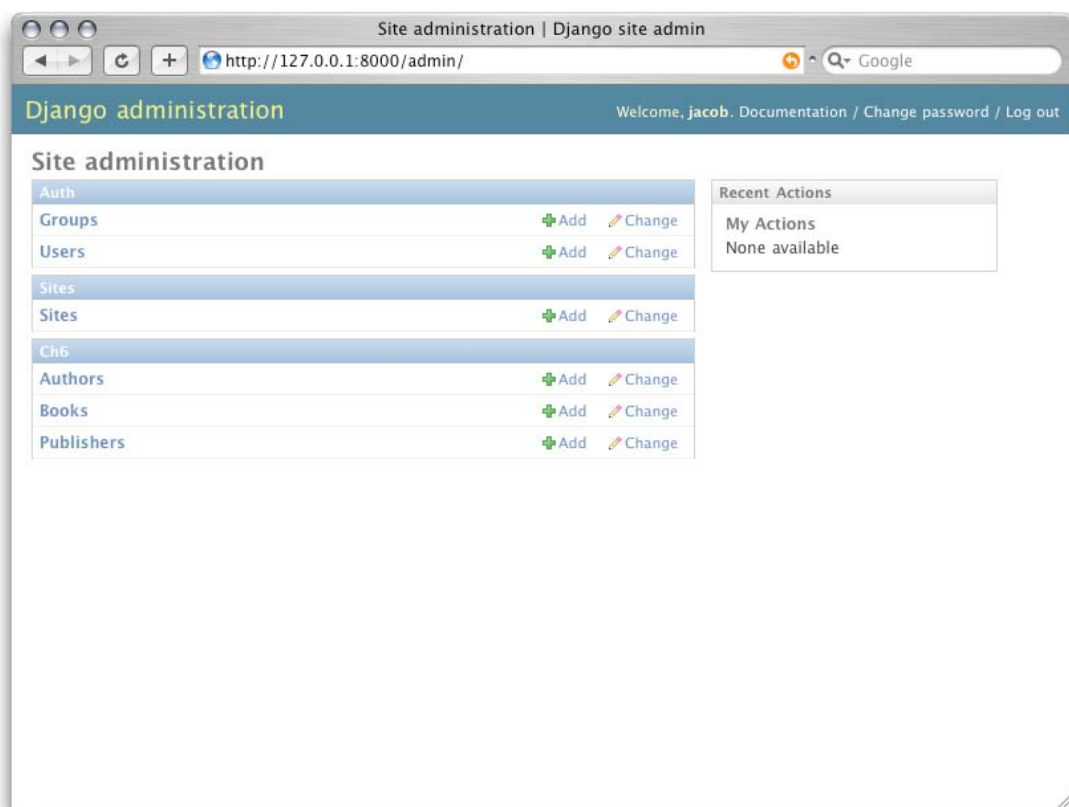 Site administration | Django site admin
http://127.0.0.1:8000/admin/ Google
Django administration Welcome, jacob. Documentation / Change password / Log out
Site administration
Auth
Groups Add Change
Users Add Change
Sites
Sites Add Change
Ch6
Authors Add Change
Books Add Change
Publishers Add Change
Recent Actions
My Actions
None available